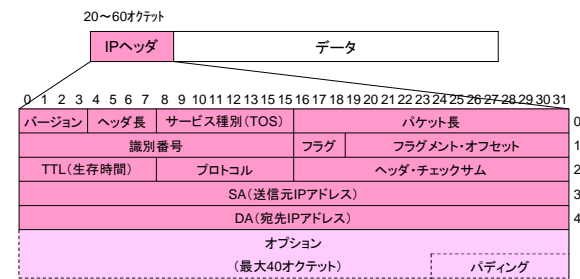 20～60オクテット
IPヘッダ データ
0 1 2 3 4 5 6 7 8 9 10 11 12 13 14 15 16 17 18 19 20 21 22 23 24 25 26 27 28 29 30 31
バージョン ヘッダ長 サービス種別(TOS) パケット長 0
識別番号 フラグ フラグメント・オフセット 1
TTL(生存時間) プロトコル ヘッダ・チェックサム 2
SA(送信元IPアドレス) 3
DA(宛先IPアドレス) 4
オプション
(最大40オクテット) パディング